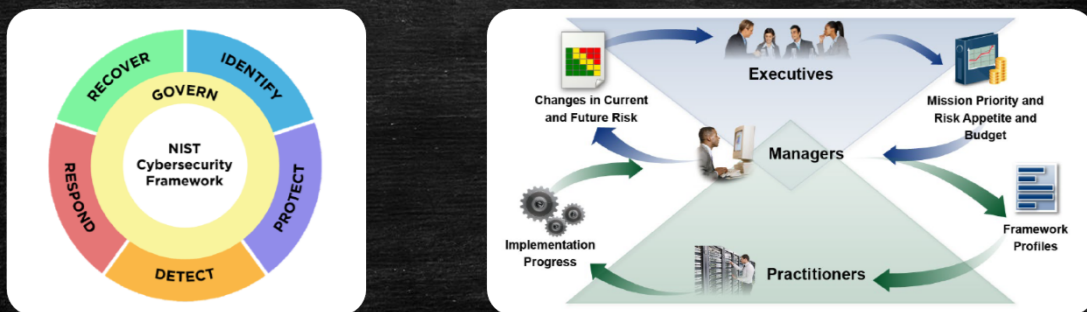 RECOVER
IDENTIFY
GOVERN
NIST
Cybersecurity
Framework
RESPOND
PROTECT
DETECT
Executives
Changes in Current
and Future Risk
Mission Priority and
Risk Appetite and
Budget
Managers
Implementation
Progress
Framework
Profiles
Practitioners